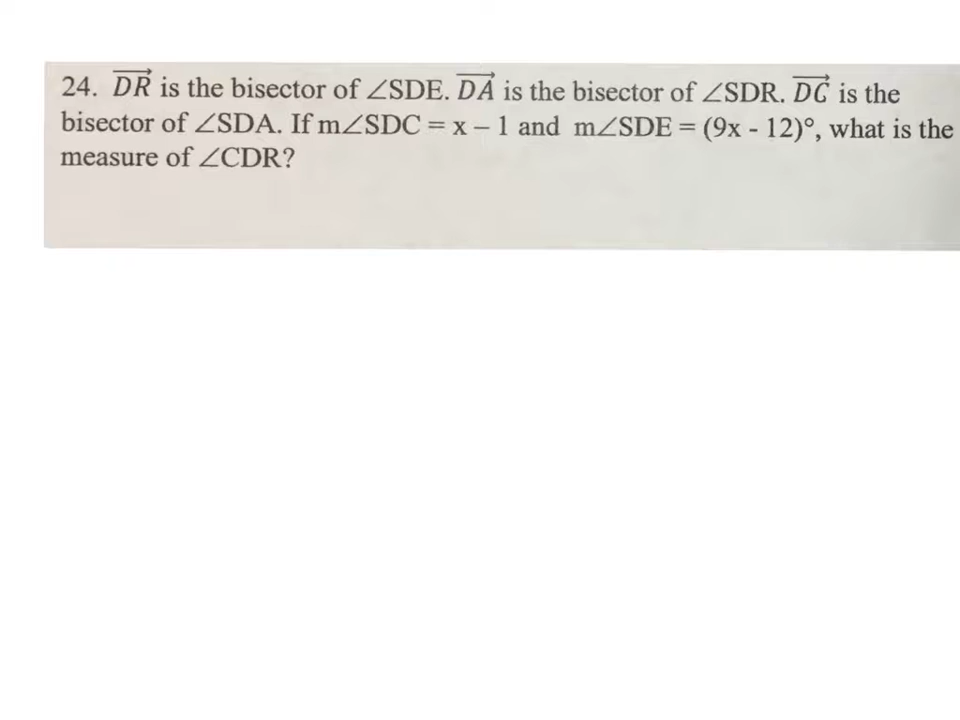 24. DR is the bisector of ∠SDE. DA is the bisector of ∠SDR. DC is the
bisector of ∠SDA. If m∠SDC = x – 1 and m∠SDE = (9x - 12)°, what is the
measure of ∠CDR?